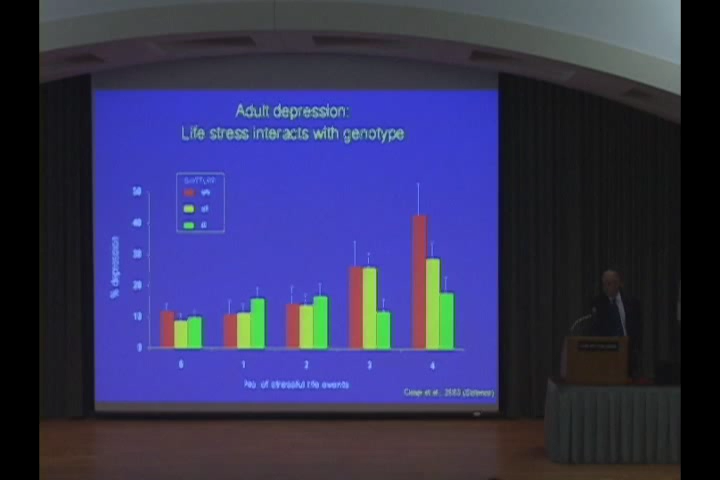 Adult depression:
Life stress interacts with genotype
50
40
30
20
10
0
% depression
0 1 2 3 4
No. of stressful life events
Caspi et al., 2003 (Science)